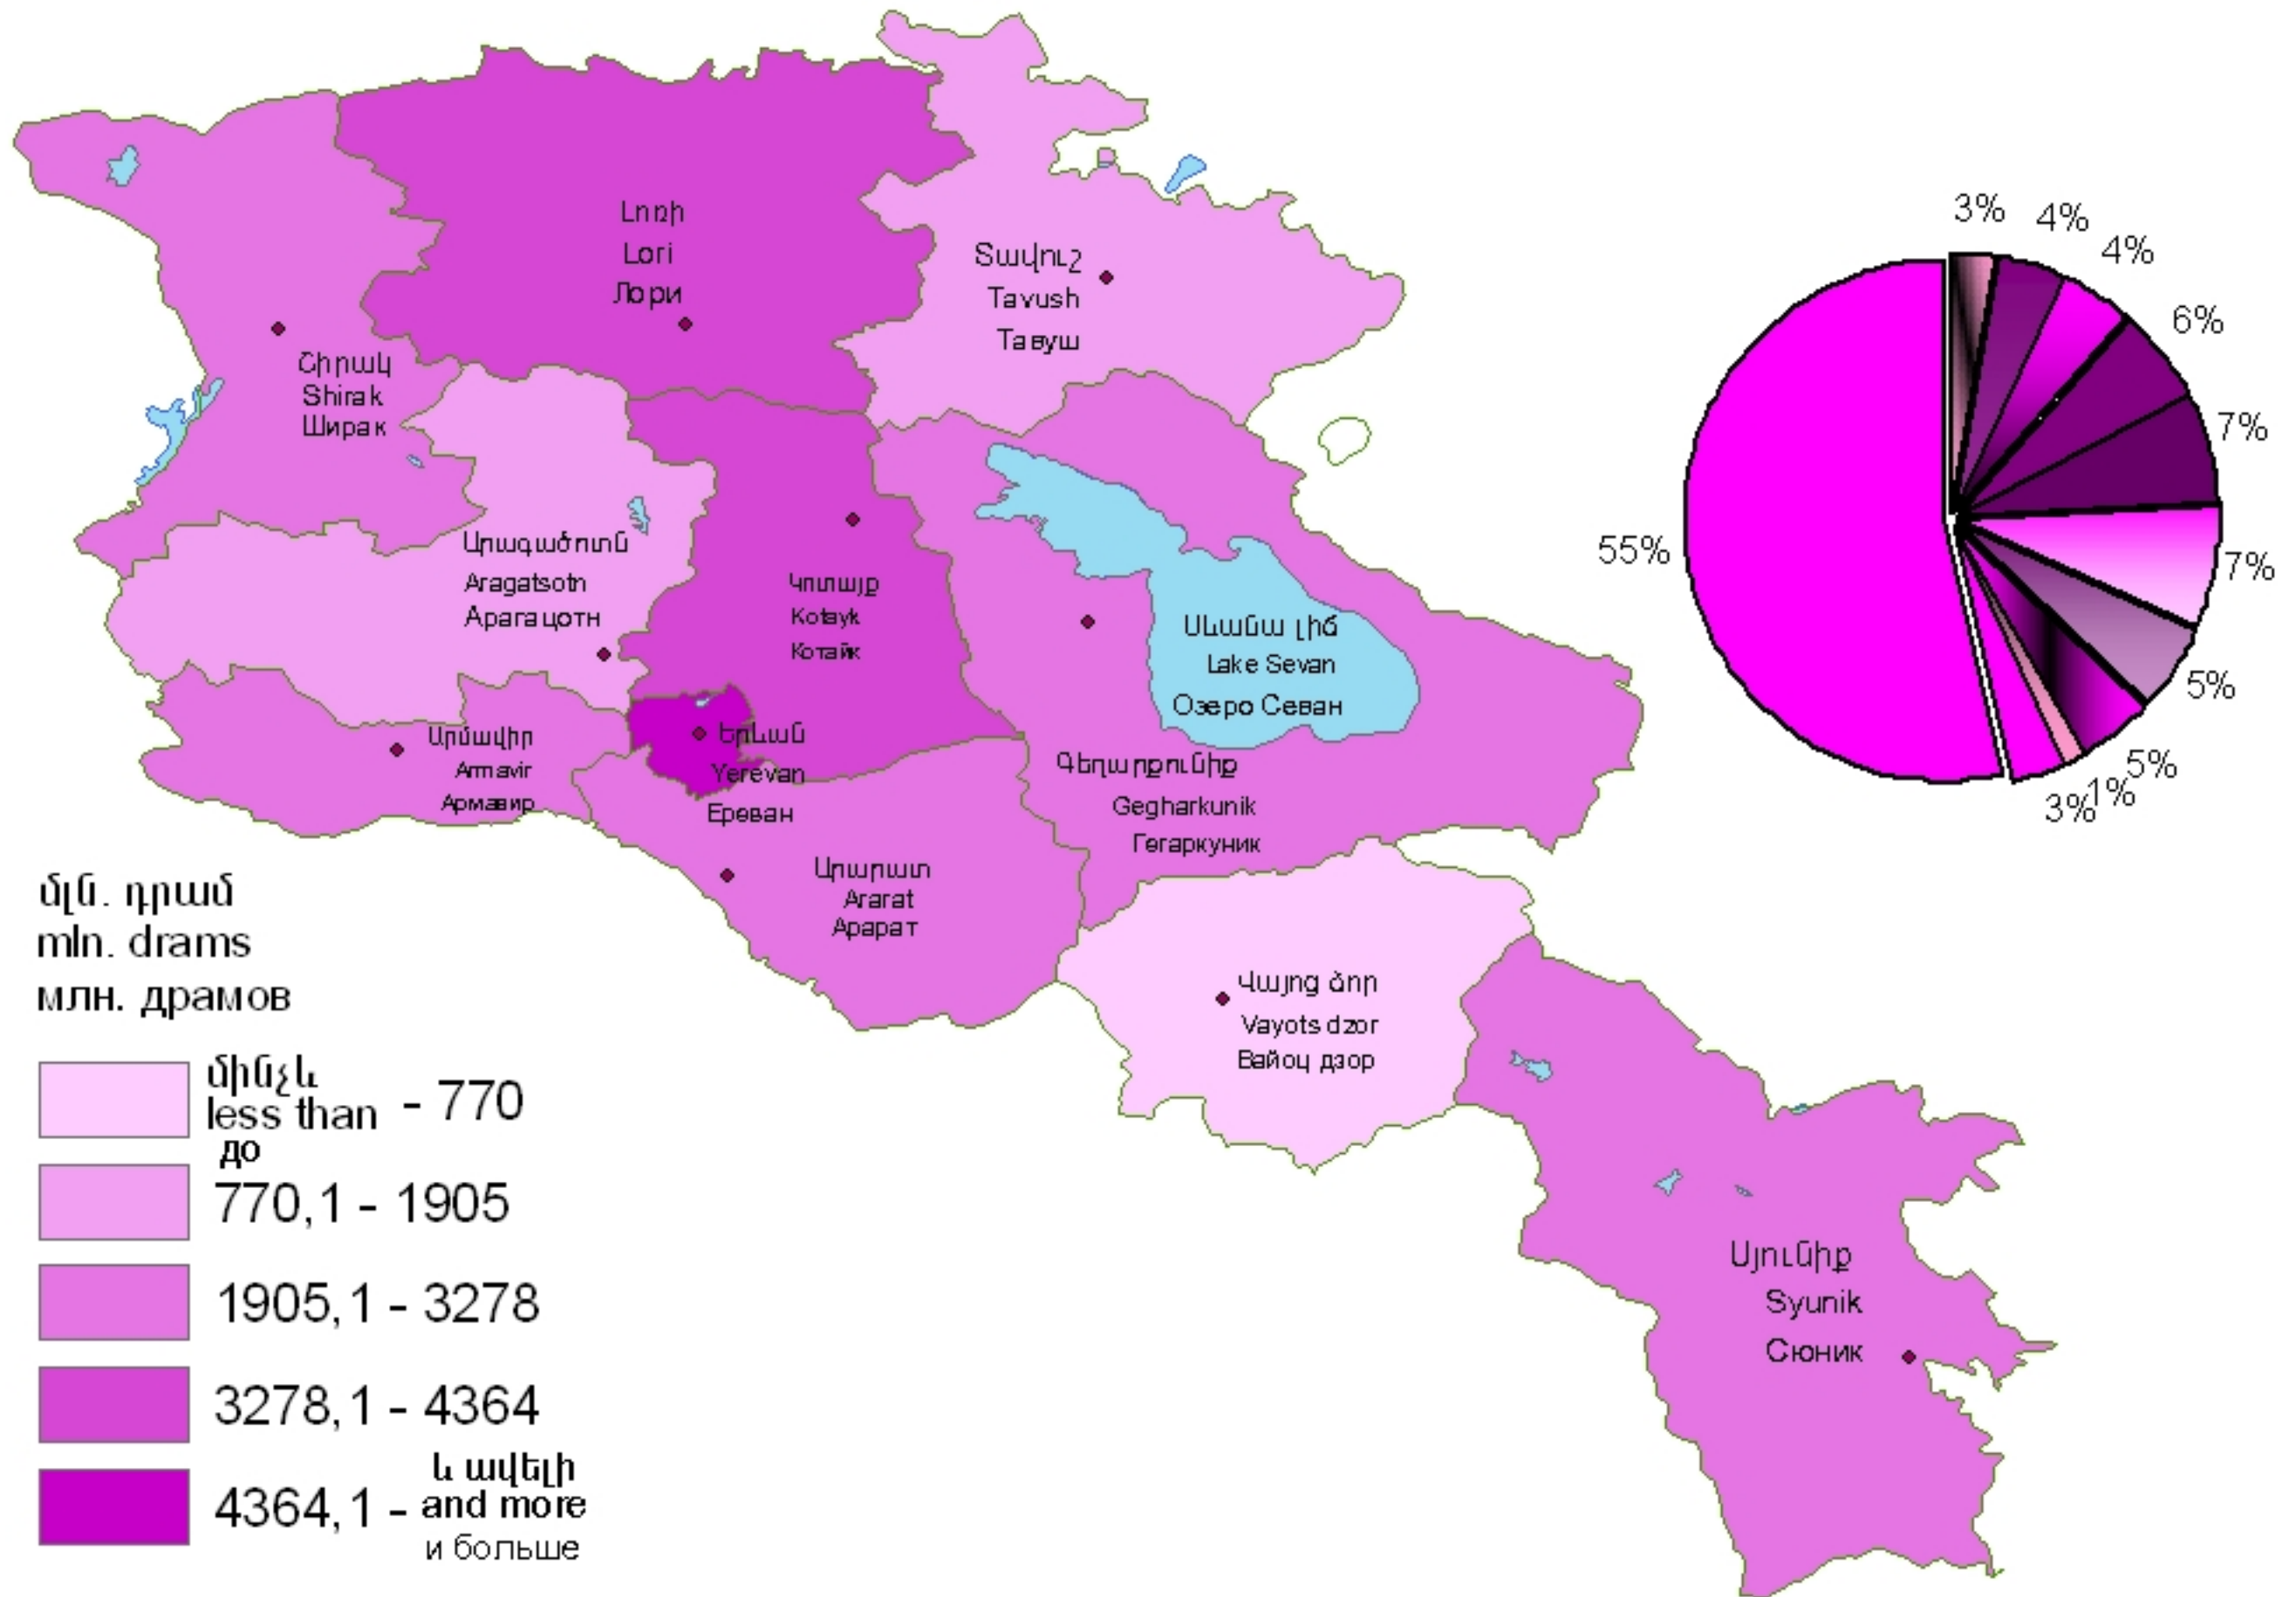 Լոռի
Lori
Лори
Տավուշ
Tavush
Тавуш
Շիրակ
Shirak
Ширак
Արագածոտն
Aragatsotn
Арагацотн
Կոտայք
Kotayk
Котайк
Սևանա լիճ
Lake Sevan
Озеро Севан
Արմավիր
Armavir
Армавир
Երևան
Yerevan
Ереван
Գեղարքունիք
Gegharkunik
Гегаркуник
Արարատ
Ararat
Арарат
Վայոց ձոր
Vayots dzor
Вайоц дзор
Սյունիք
Syunik
Сюник
3%
4%
4%
6%
7%
7%
5%
5%
1%
3%
55%
մլն. դրամ
mln. drams
млн. драмов
մինչև
less than - 770
до
770,1 - 1905
1905,1 - 3278
3278,1 - 4364
և ավելի
4364,1 - and more
и больше